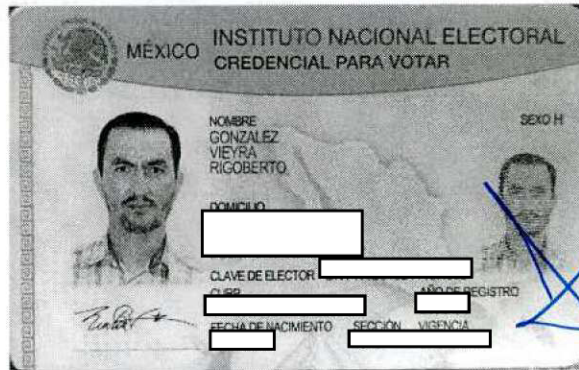 MÉXICO
INSTITUTO NACIONAL ELECTORAL
CREDENCIAL PARA VOTAR
NOMBRE
GONZALEZ
VIEYRA
RIGOBERTO
SEXO H
DOMICILIO
CLAVE DE ELECTOR
CURP
AÑO DE REGISTRO
FECHA DE NACIMIENTO
SECCIÓN
VIGENCIA